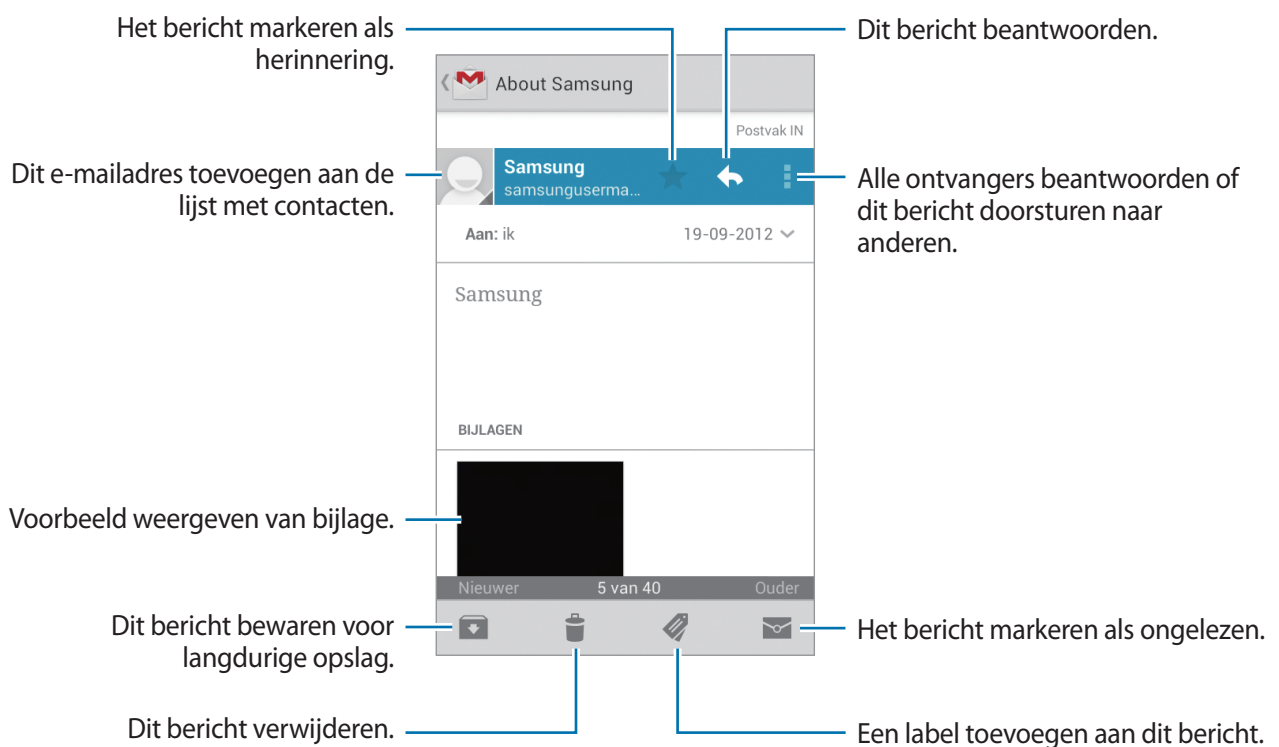 Het bericht markeren als
herinnering.
Dit bericht beantwoorden.
About Samsung
Postvak IN
Dit e-mailadres toevoegen aan de
lijst met contacten.
Samsung
samsunguserma...
Alle ontvangers beantwoorden of
dit bericht doorsturen naar
anderen.
Aan: ik
19-09-2012
Samsung
BIJLAGEN
Voorbeeld weergeven van bijlage.
Nieuwer 5 van 40 Ouder
Dit bericht bewaren voor
langdurige opslag.
Het bericht markeren als ongelezen.
Dit bericht verwijderen.
Een label toevoegen aan dit bericht.